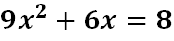 9x² + 6x = 8